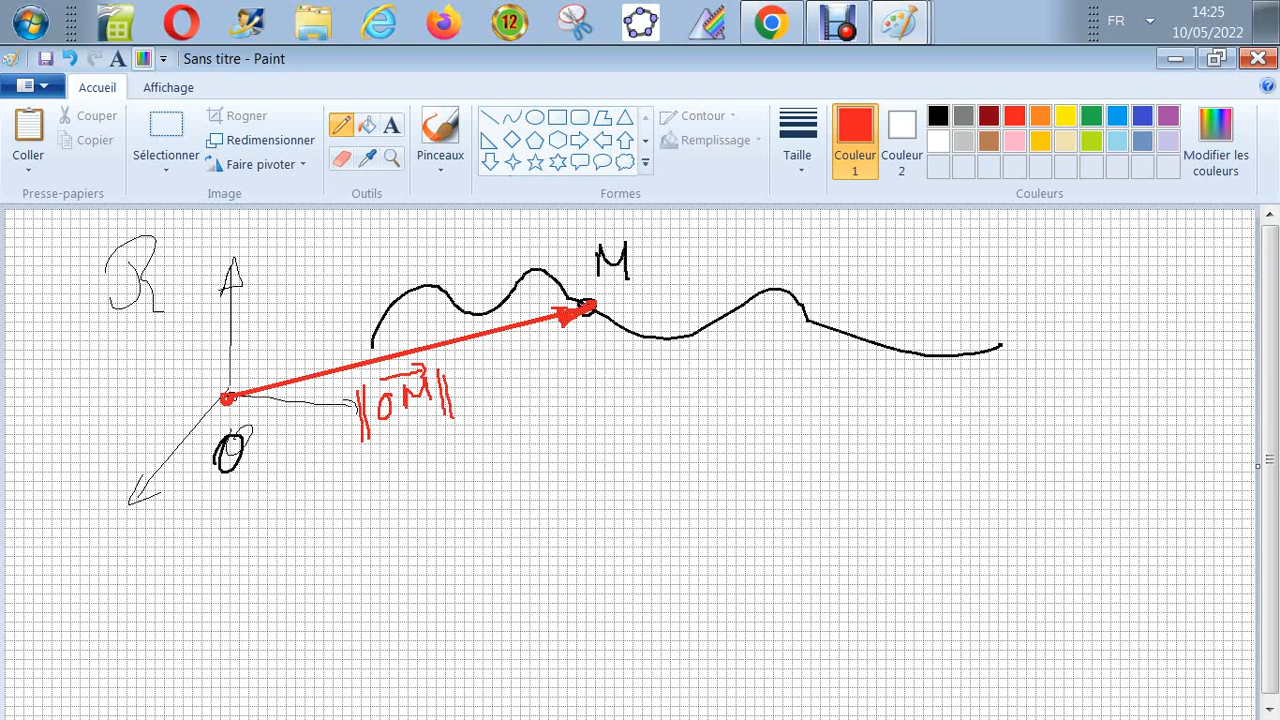 12
FR
14:25
10/05/2022
Sans titre - Paint
Accueil
Affichage
Coller
Couper
Copier
Presse-papiers
Sélectionner
Rogner
Redimensionner
Faire pivoter
Image
A
Outils
Pinceaux
Contour
Remplissage
Formes
Taille
Couleur
1
Couleur
2
Modifier les
couleurs
Couleurs
R
M
||OM||
O